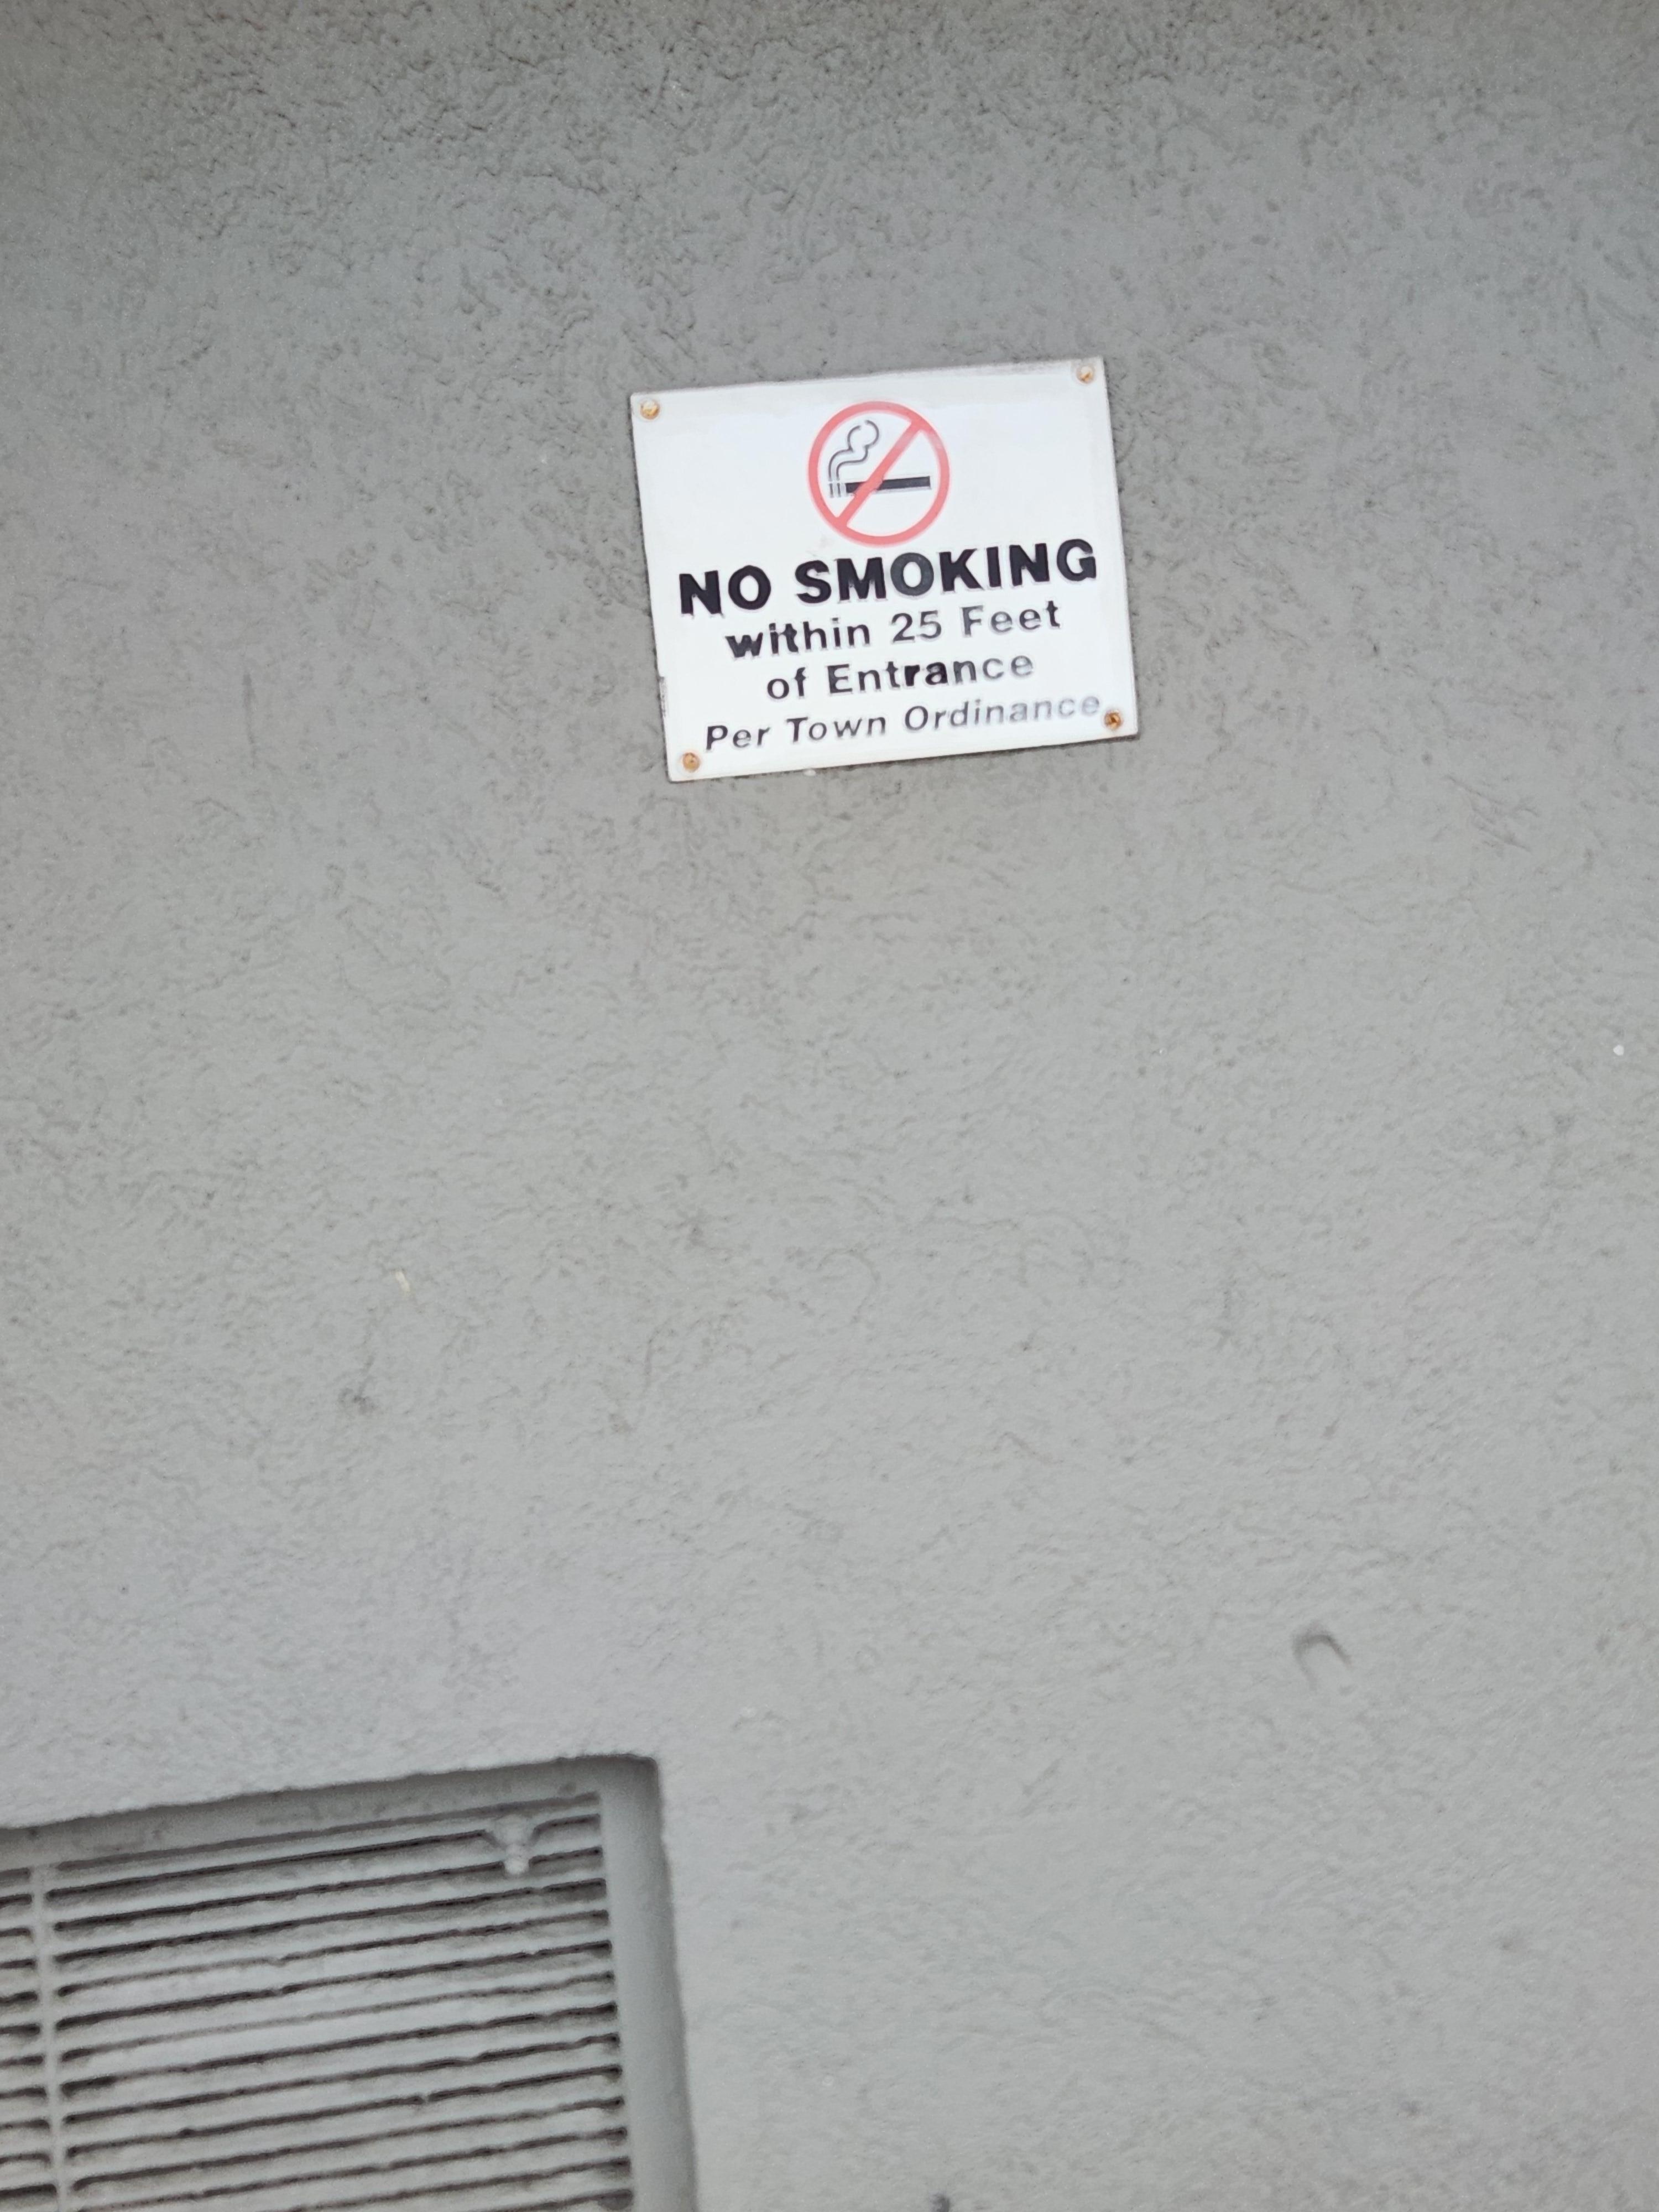 NO SMOKING
within 25 Feet
of Entrance
Per Town Ordinance